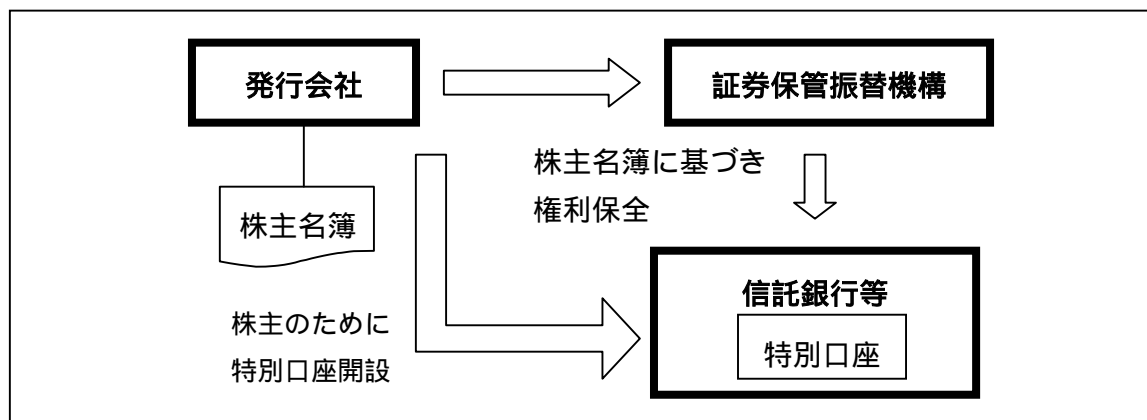 発行会社
証券保管振替機構
株主名簿に基づき
権利保全
株主名簿
信託銀行等
特別口座
株主のために
特別口座開設